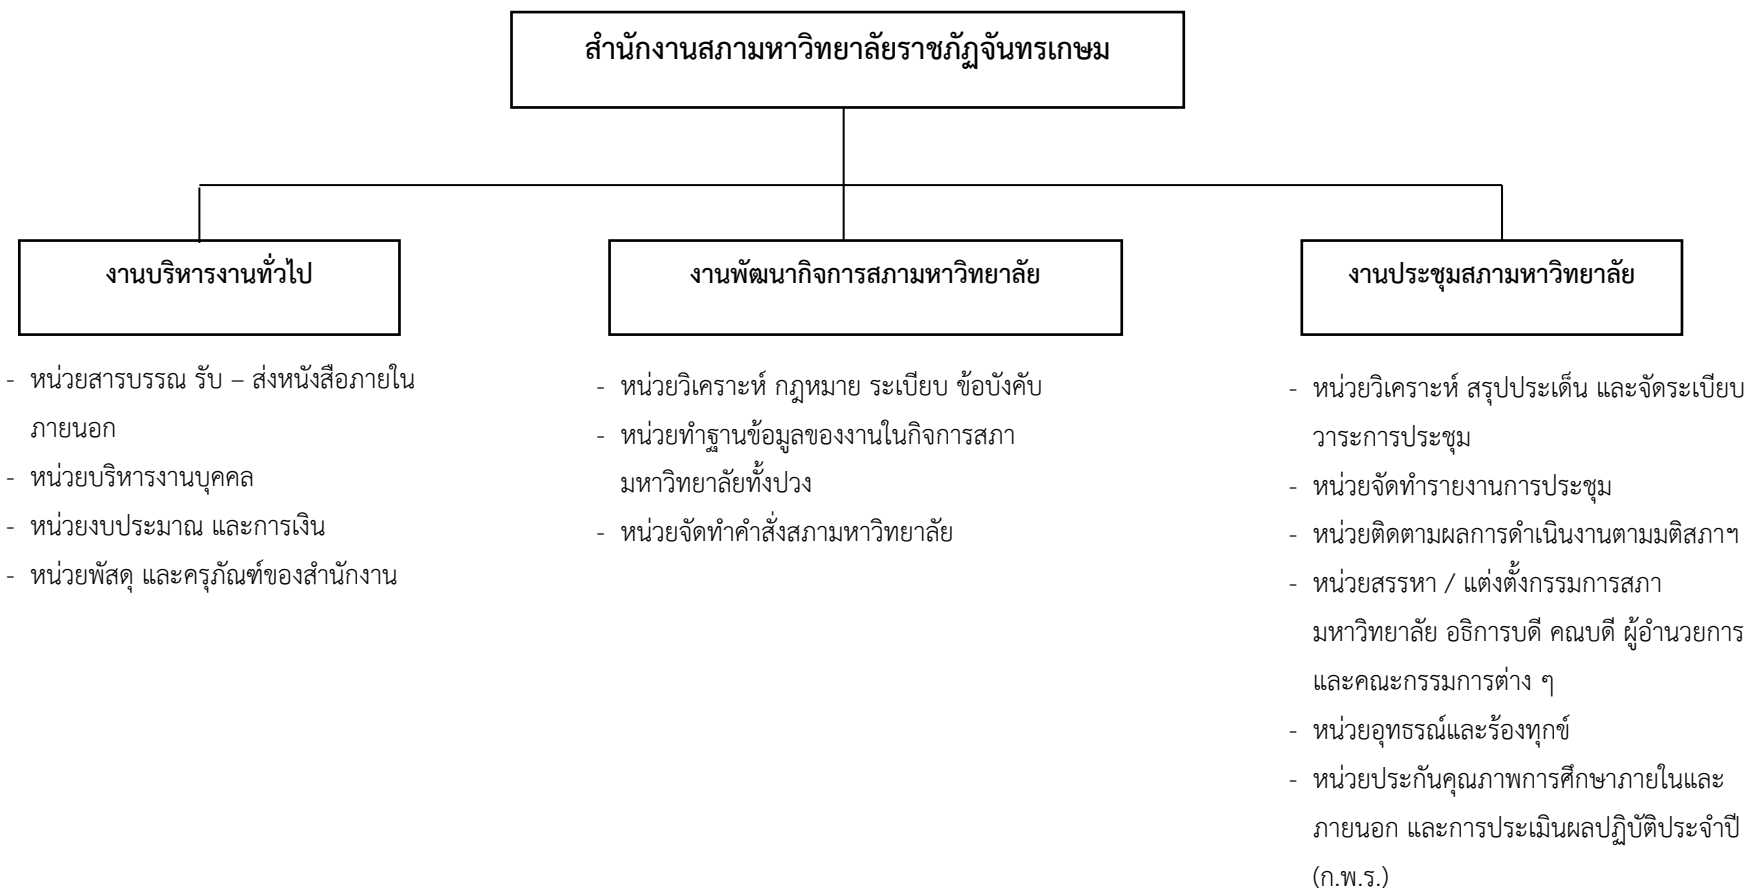 สำนักงานสภามหาวิทยาลัยราชภัฏจันทรเกษม
งานบริหารงานทั่วไป
- หน่วยสารบรรณ รับ – ส่งหนังสือภายใน
ภายนอก
- หน่วยบริหารงานบุคคล
- หน่วยงบประมาณ และการเงิน
- หน่วยพัสดุ และครุภัณฑ์ของสำนักงาน
งานพัฒนากิจการสภามหาวิทยาลัย
- หน่วยวิเคราะห์ กฎหมาย ระเบียบ ข้อบังคับ
- หน่วยทำฐานข้อมูลของงานในกิจการสภา
มหาวิทยาลัยทั้งปวง
- หน่วยจัดทำคำสั่งสภามหาวิทยาลัย
งานประชุมสภามหาวิทยาลัย
- หน่วยวิเคราะห์ สรุปประเด็น และจัดระเบียบ
วาระการประชุม
- หน่วยจัดทำรายงานการประชุม
- หน่วยติดตามผลการดำเนินงานตามมติสภาฯ
- หน่วยสรรหา / แต่งตั้งกรรมการสภา
มหาวิทยาลัย อธิการบดี คณบดี ผู้อำนวยการ
และคณะกรรมการต่าง ๆ
- หน่วยอุทธรณ์และร้องทุกข์
- หน่วยประกันคุณภาพการศึกษาภายในและ
ภายนอก และการประเมินผลปฏิบัติประจำปี
(ก.พ.ร.)